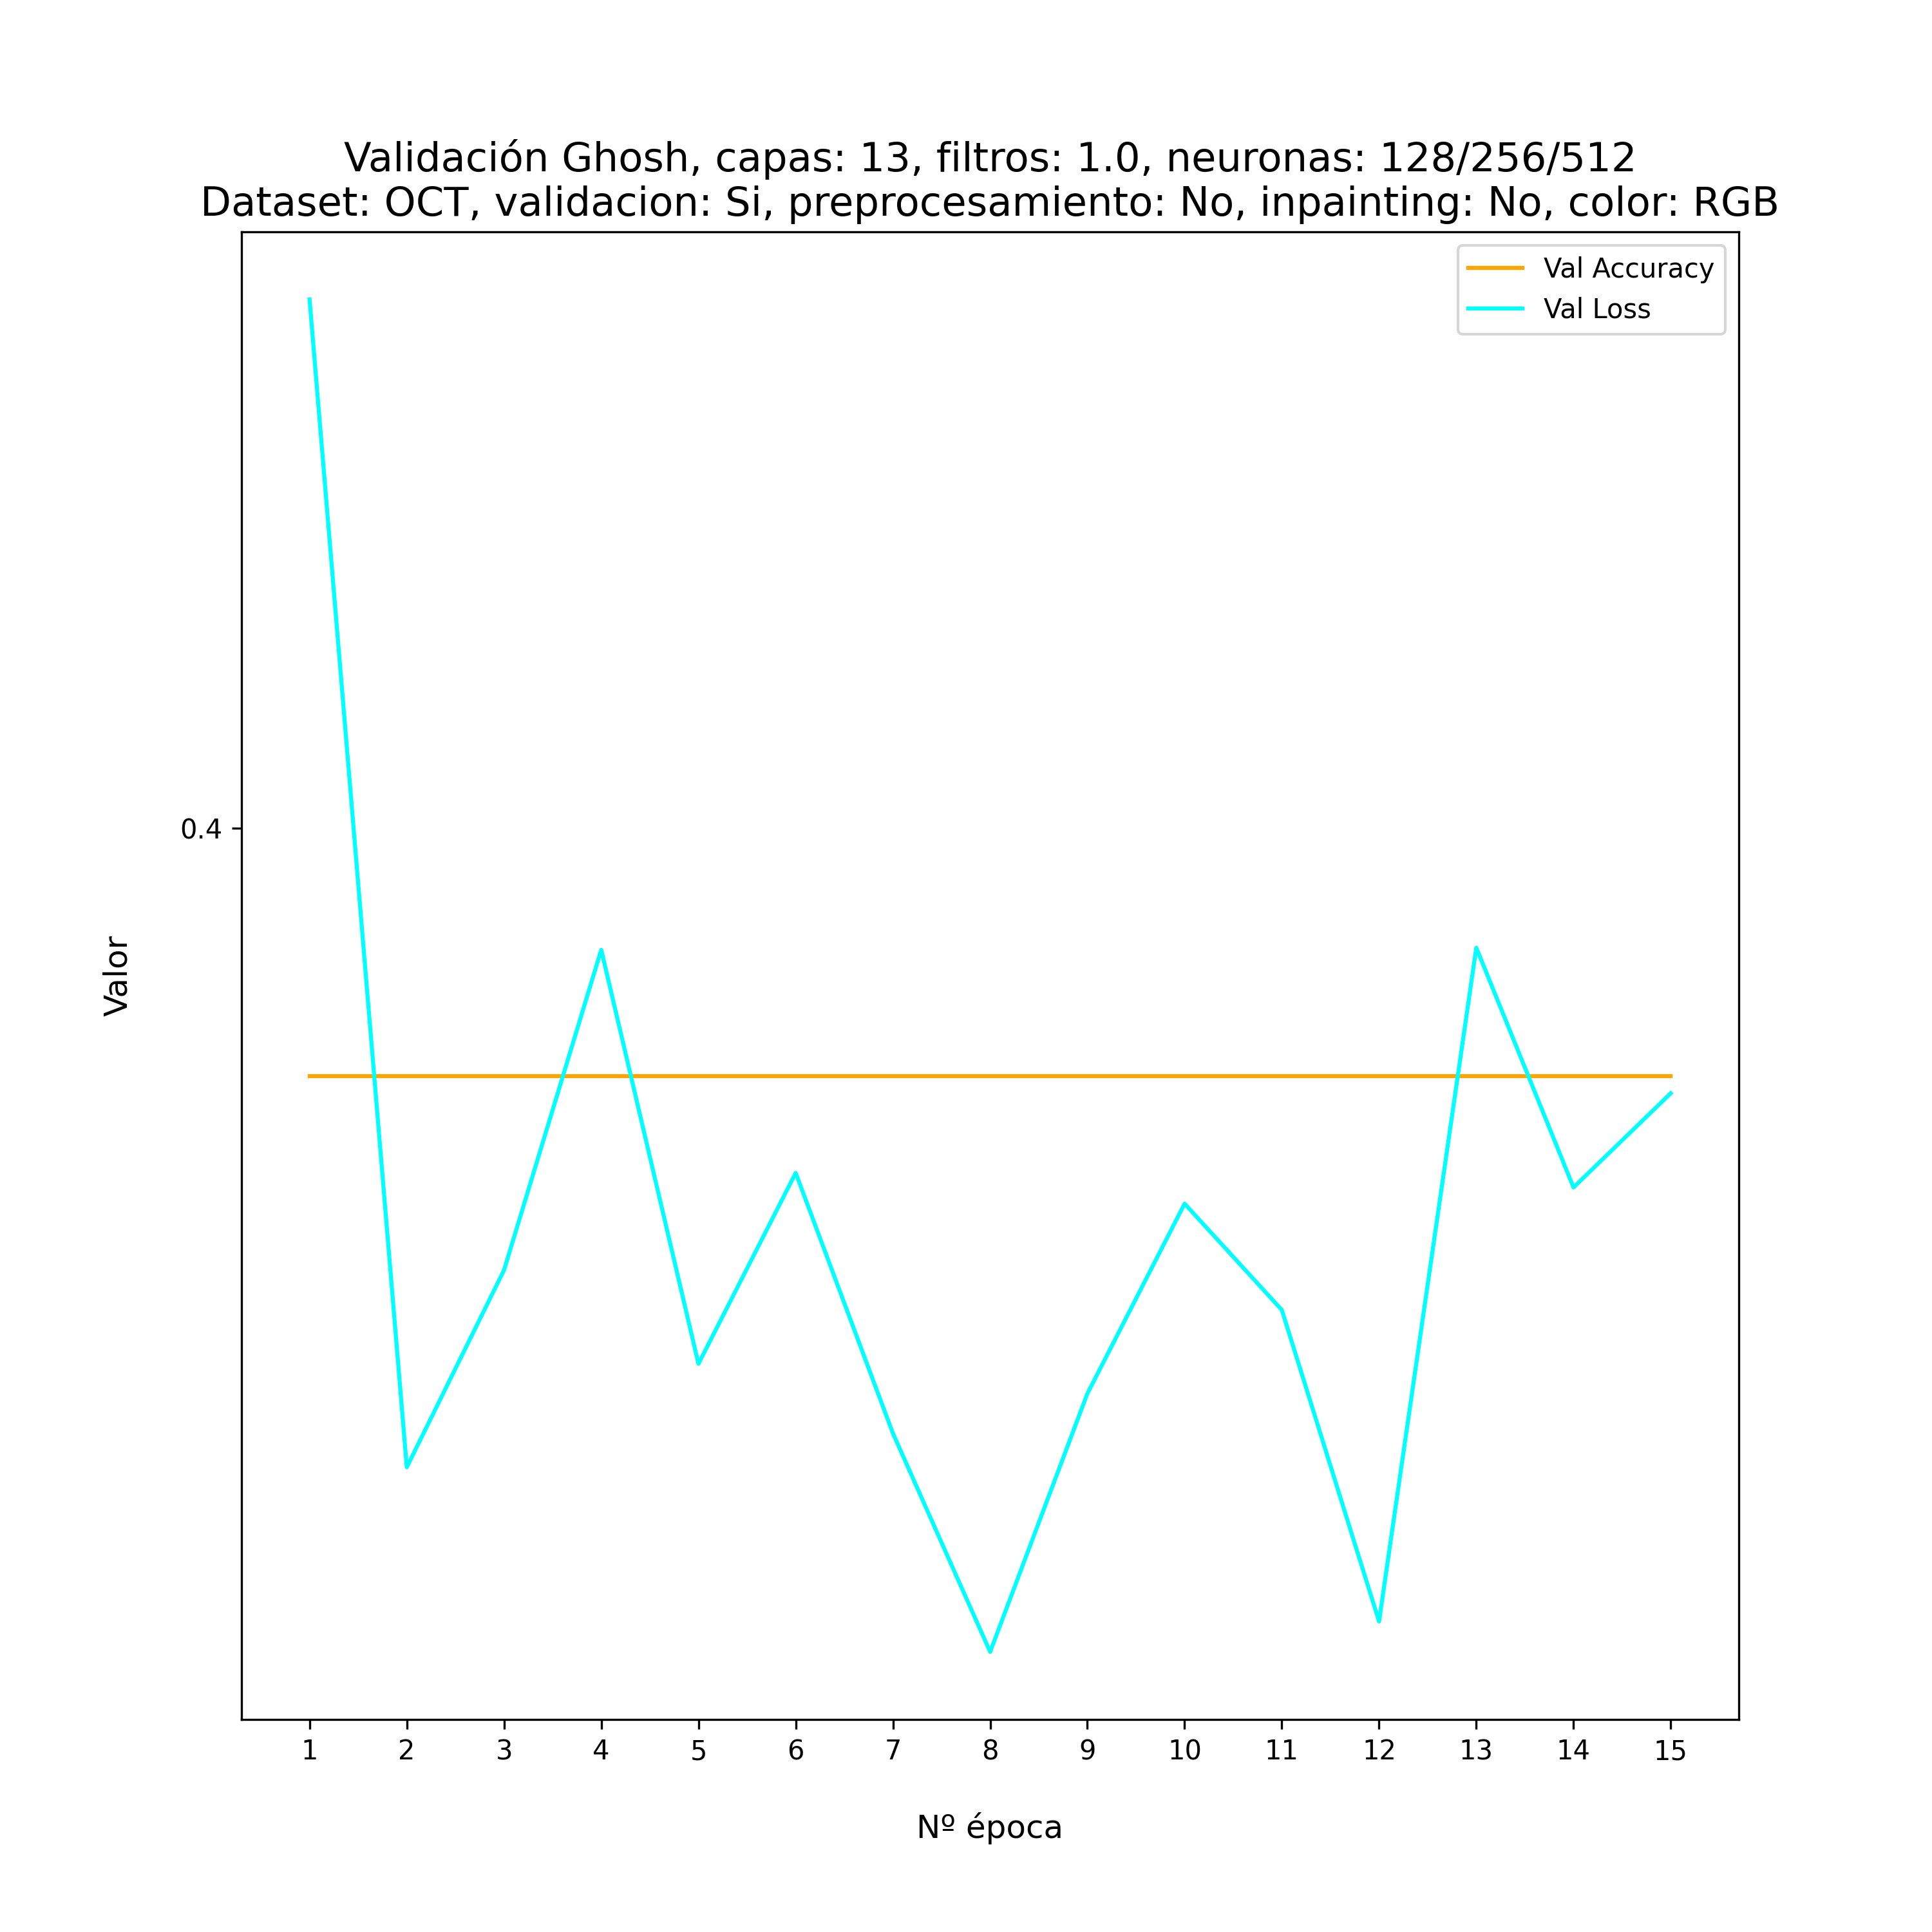 Validación Ghosh, capas: 13, filtros: 1.0, neuronas: 128/256/512
Dataset: OCT, validacion: Si, preprocesamiento: No, inpainting: No, color: RGB
Val Accuracy
Val Loss
0.4
Valor
1 2 3 4 5 6 7 8 9 10 11 12 13 14 15
Nº época